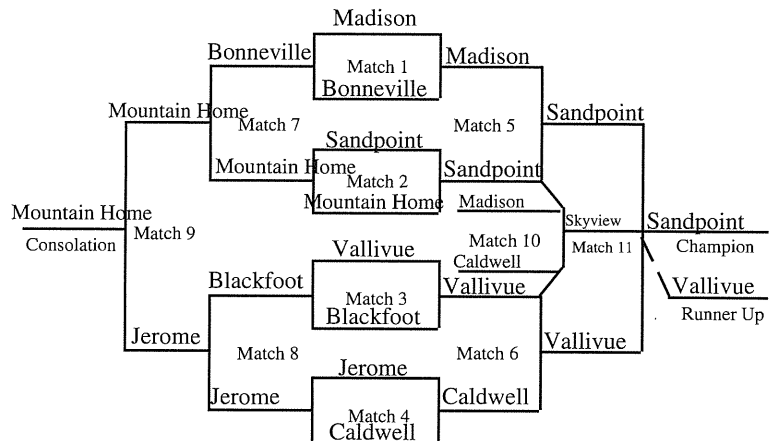 Madison
Bonneville
Match 1
Madison
Bonneville
Mountain Home
Match 7
Sandpoint
Match 5
Sandpoint
Mountain Home
Match 2
Sandpoint
Mountain Home
Madison
Mountain Home
Consolation
Match 9
Skyview
Sandpoint
Match 10
Match 11
Champion
Vallivue
Caldwell
Blackfoot
Match 3
Vallivue
Vallivue
Blackfoot
Runner Up
Jerome
Match 8
Jerome
Match 6
Vallivue
Jerome
Match 4
Caldwell
Caldwell